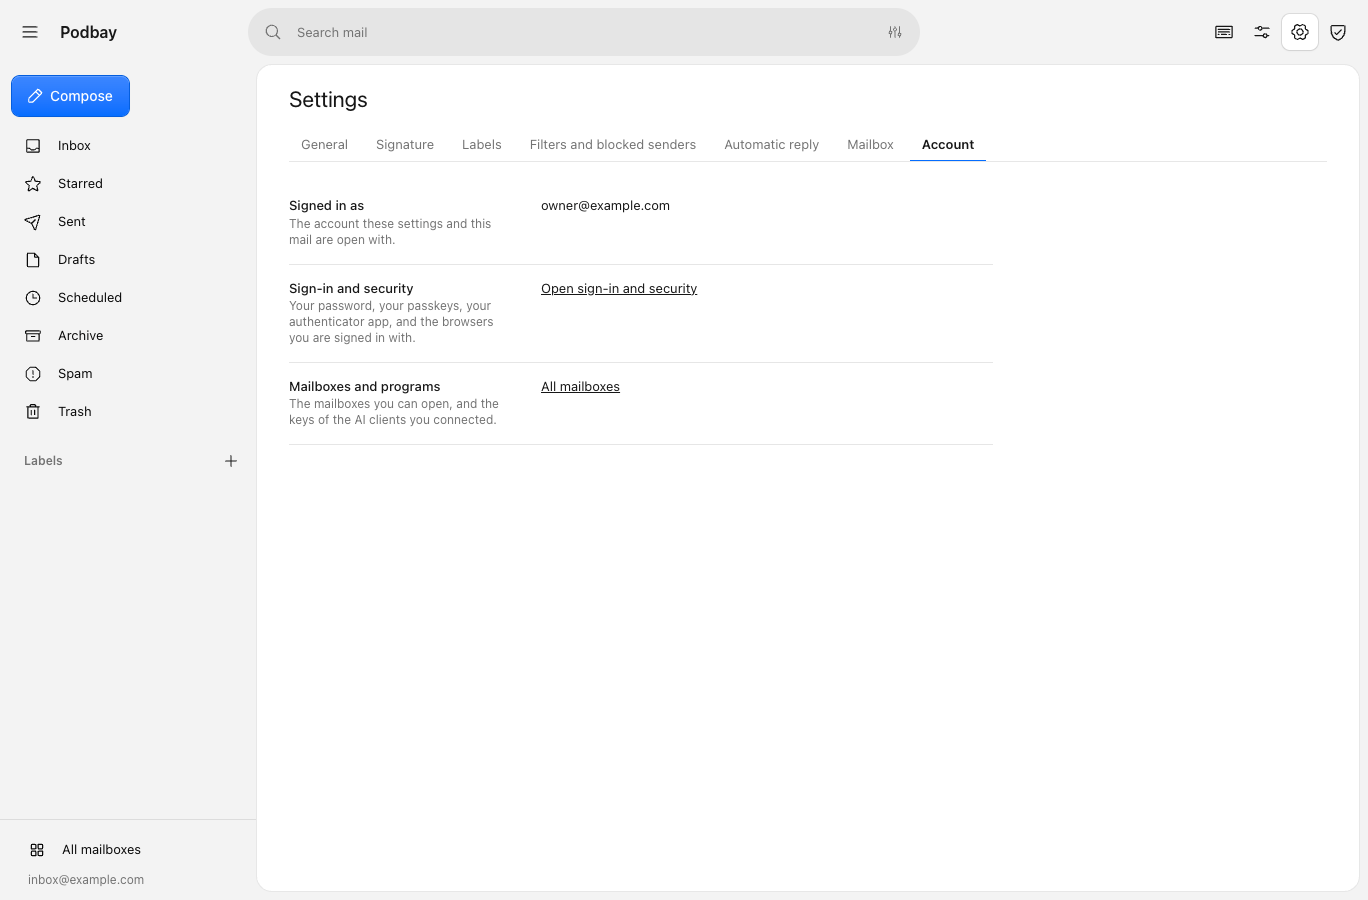 Podbay
Search mail
Compose
Inbox
Starred
Sent
Drafts
Scheduled
Archive
Spam
Trash
Labels
All mailboxes
inbox@example.com
Settings
General
Signature
Labels
Filters and blocked senders
Automatic reply
Mailbox
Account
Signed in as
The account these settings and this
mail are open with.
owner@example.com
Sign-in and security
Your password, your passkeys, your
authenticator app, and the browsers
you are signed in with.
Open sign-in and security
Mailboxes and programs
The mailboxes you can open, and the
keys of the AI clients you connected.
All mailboxes